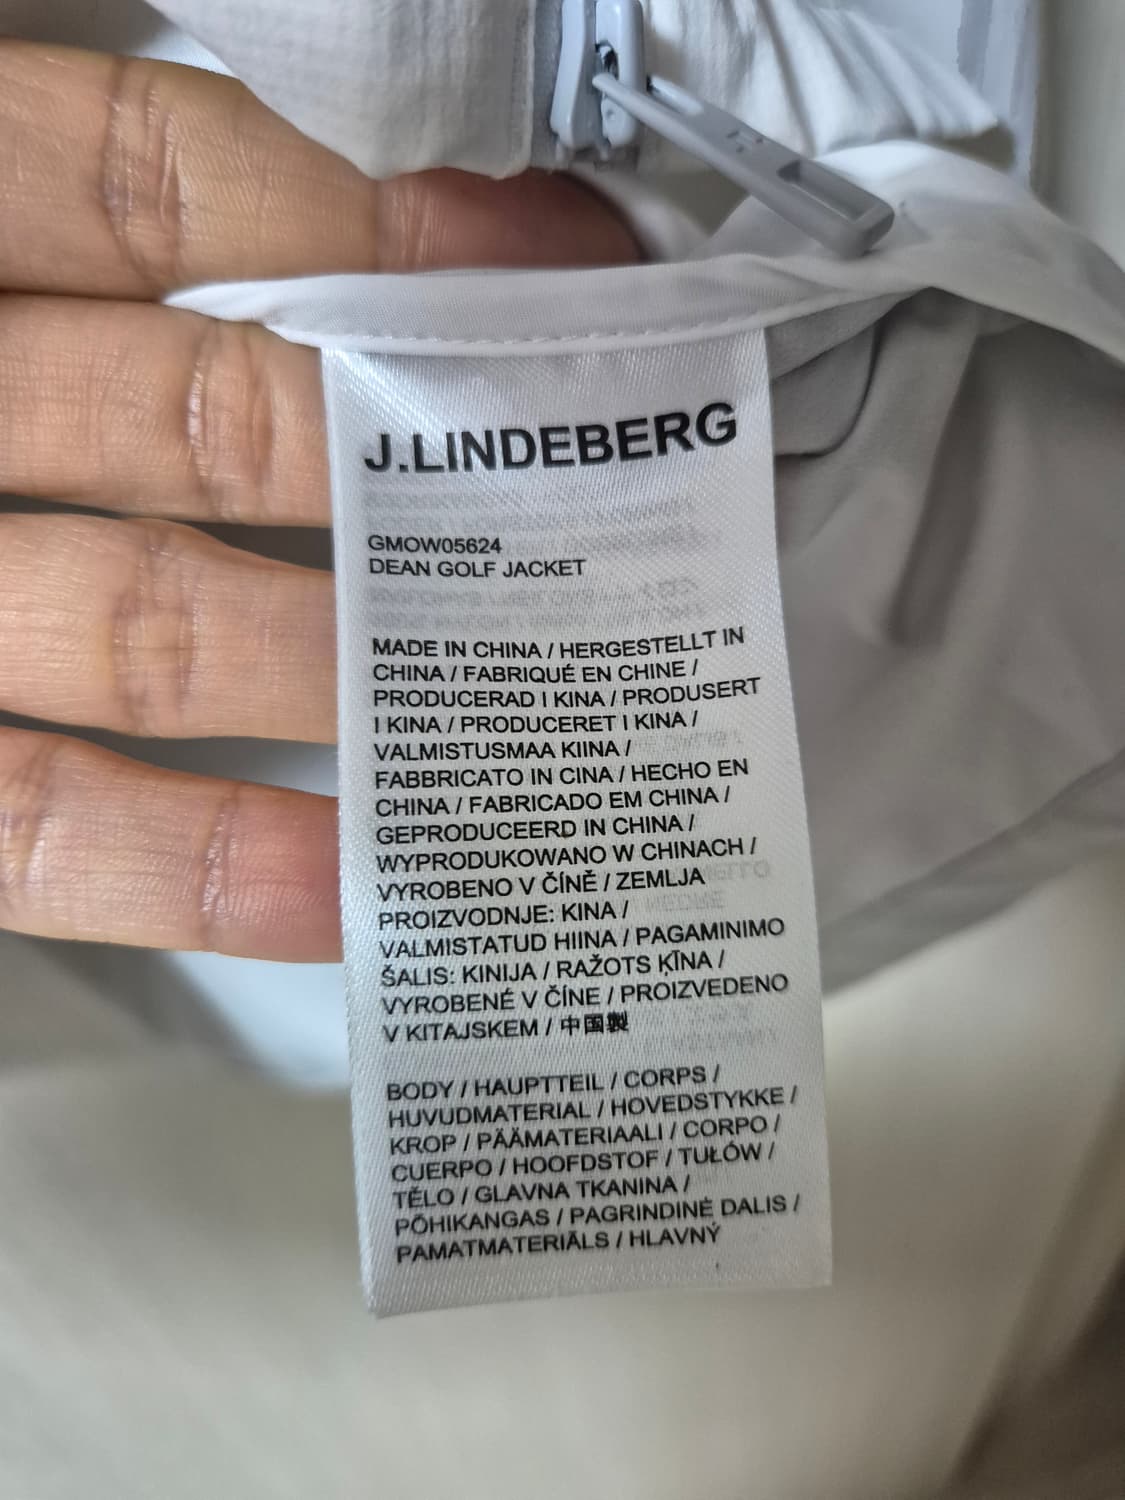 J.LINDEBERG
GMOW05624
DEAN GOLF JACKET
MADE IN CHINA / HERGESTELLT IN
CHINA / FABRIQUÉ EN CHINE /
PRODUCERAD I KINA / PRODUSERT
I KINA / PRODUCERET I KINA /
VALMISTUSMAA KIINA /
FABBRICATO IN CINA / HECHO EN
CHINA / FABRICADO EM CHINA /
GEPRODUCEERD IN CHINA /
WYPRODUKOWANO W CHINACH /
VYROBENO V ČÍNĚ / ZEMLJA
PROIZVODNJE: KINA /
VALMISTATUD HIINA / PAGAMINIMO
ŠALIS: KINIJA / RAŽOTS ĶĪNA /
VYROBENÉ V ČÍNE / PROIZVEDENO
V KITAJSKEM / 中国製
BODY / HAUPTTEIL / CORPS /
HUVUDMATERIAL / HOVEDSTYKKE /
KROP / PÄÄMATERIAALI / CORPO /
CUERPO / HOOFDSTOF / TUŁÓW /
TĚLO / GLAVNA TKANINA /
PÕHIKANGAS / PAGRINDINĖ DALIS /
PAMATMATERIĀLS / HLAVNÝ